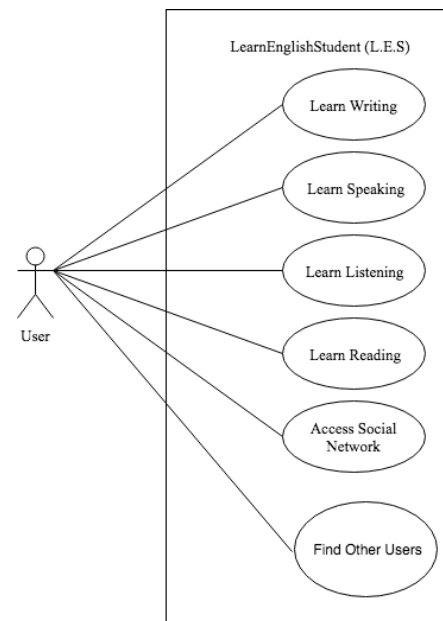 LearnEnglishStudent (L.E.S)
Learn Writing
Learn Speaking
Learn Listening
User
Learn Reading
Access Social
Network
Find Other Users